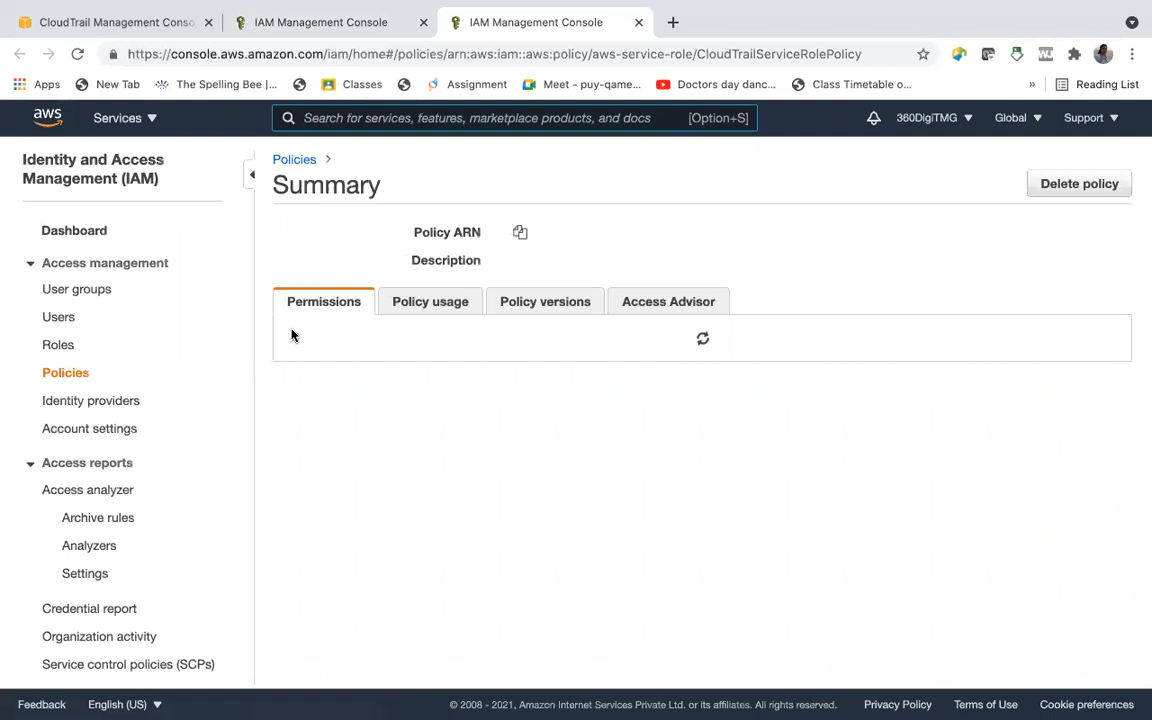 CloudTrail Management Conso
IAM Management Console
IAM Management Console
https://console.aws.amazon.com/iam/home#/policies/arn:aws:iam::aws:policy/aws-service-role/CloudTrailServiceRolePolicy
Apps
New Tab
The Spelling Bee |...
Classes
Assignment
Meet - puy-game...
Doctors day danc...
Class Timetable o...
»
Reading List
aws
Services
Search for services, features, marketplace products, and docs
[Option+S]
360DigiTMG
Global
Support
Identity and Access
Management (IAM)
Dashboard
Access management
User groups
Users
Roles
Policies
Identity providers
Account settings
Access reports
Access analyzer
Archive rules
Analyzers
Settings
Credential report
Organization activity
Service control policies (SCPs)
Policies
Summary
Delete policy
Policy ARN
Description
Permissions
Policy usage
Policy versions
Access Advisor
Feedback
English (US)
© 2008 - 2021, Amazon Internet Services Private Ltd. or its affiliates. All rights reserved.
Privacy Policy
Terms of Use
Cookie preferences